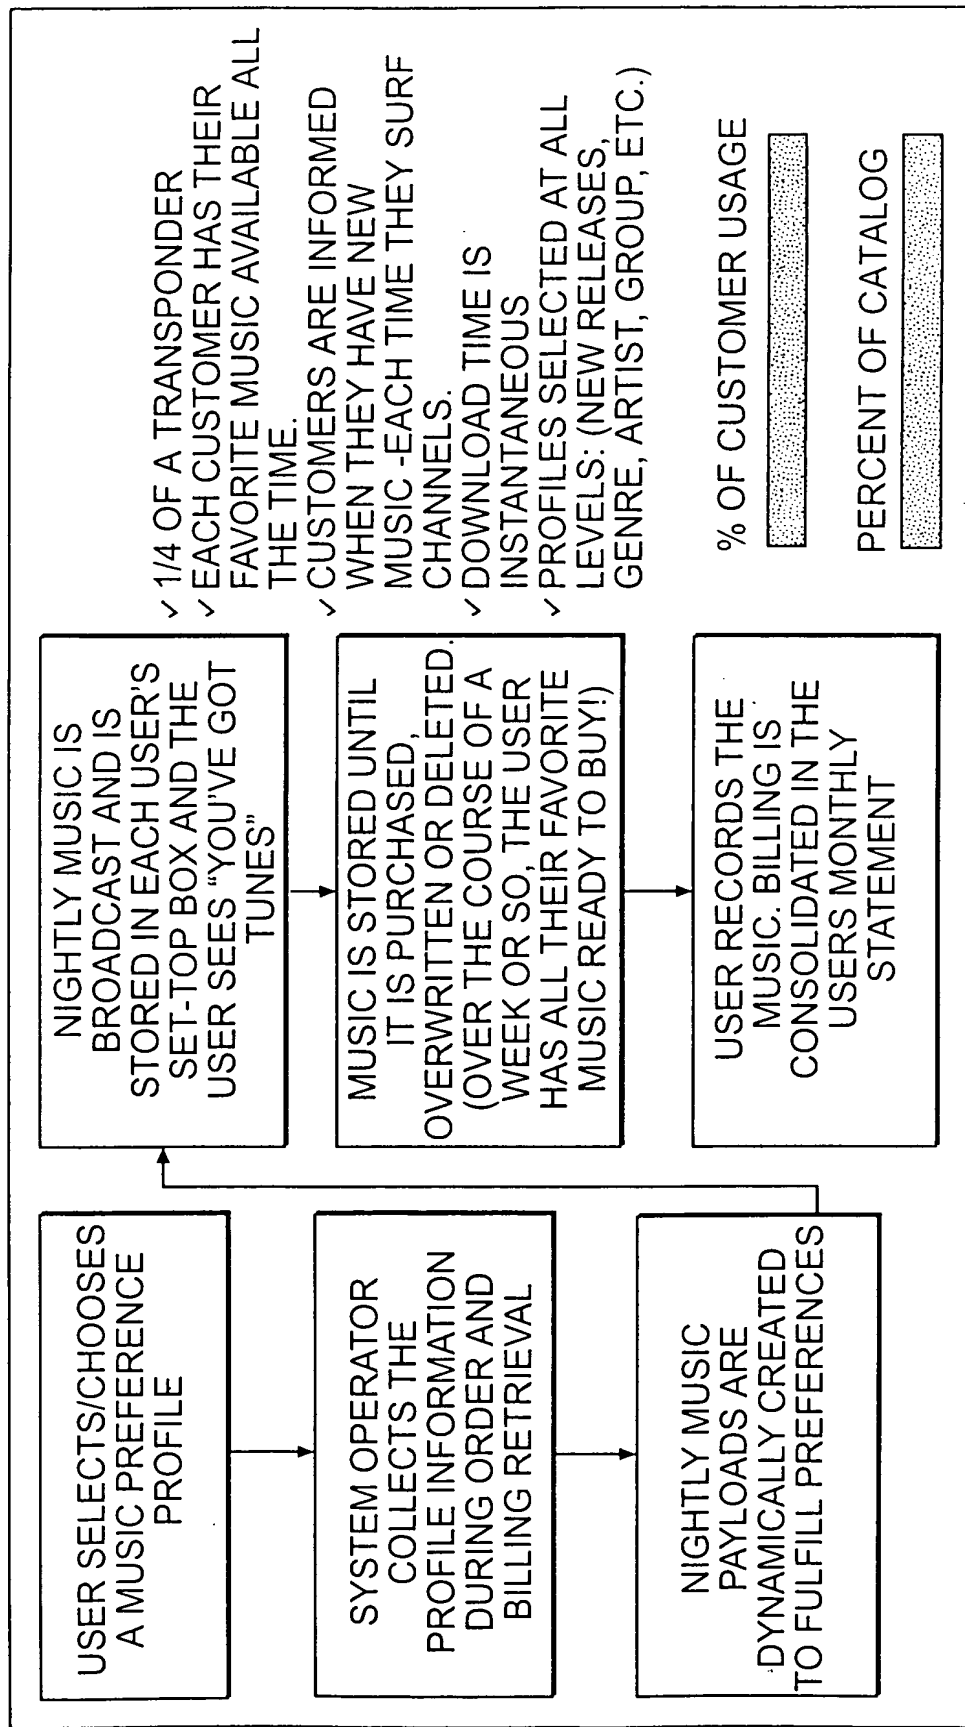 USER SELECTS/CHOOSES
A MUSIC PREFERENCE
PROFILE
SYSTEM OPERATOR
COLLECTS THE
PROFILE INFORMATION
DURING ORDER AND
BILLING RETRIEVAL
NIGHTLY MUSIC
PAYLOADS ARE
DYNAMICALLY CREATED
TO FULFILL PREFERENCES
NIGHTLY MUSIC IS
BROADCAST AND IS
STORED IN EACH USER'S
SET-TOP BOX AND THE
USER SEES “YOU'VE GOT
TUNES”
MUSIC IS STORED UNTIL
IT IS PURCHASED,
OVERWRITTEN OR DELETED.
(OVER THE COURSE OF A
WEEK OR SO, THE USER
HAS ALL THEIR FAVORITE
MUSIC READY TO BUY!)
USER RECORDS THE
MUSIC. BILLING IS
CONSOLIDATED IN THE
USERS MONTHLY
STATEMENT
✓ 1/4 OF A TRANSPONDER
✓ EACH CUSTOMER HAS THEIR
FAVORITE MUSIC AVAILABLE ALL
THE TIME.
✓ CUSTOMERS ARE INFORMED
WHEN THEY HAVE NEW
MUSIC -EACH TIME THEY SURF
CHANNELS.
✓ DOWNLOAD TIME IS
INSTANTANEOUS
✓ PROFILES SELECTED AT ALL
LEVELS: (NEW RELEASES,
GENRE, ARTIST, GROUP, ETC.)
% OF CUSTOMER USAGE
PERCENT OF CATALOG